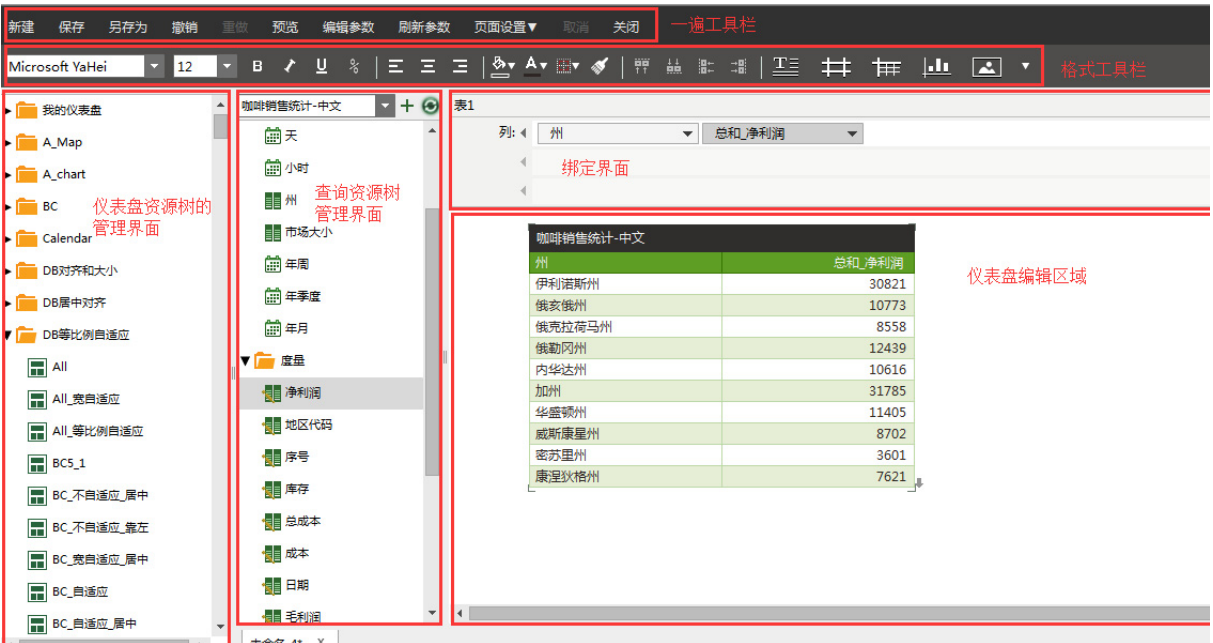 新建 保存 另存为 撤销 重做 预览 编辑参数 刷新参数 页面设置▼ 取消 关闭 一遍工具栏
Microsoft YaHei 12 B U % 格式工具栏
我的仪表盘
A_Map
A_chart
BC
Calendar
DB对齐和大小
DB居中对齐
DB等比例自适应
All
All_宽自适应
All_等比例自适应
BC5_1
BC_不自适应_居中
BC_不自适应_靠左
BC_宽自适应_居中
BC_自适应
BC_自适应_居中
仪表盘资源树的
管理界面
咖啡销售统计-中文
天
小时
州
市场大小
年周
年季度
年月
度量
净利润
地区代码
序号
库存
总成本
成本
日期
毛利润
查询资源树
管理界面
表1
列: 州 总和_净利润
绑定界面
咖啡销售统计-中文
州 总和_净利润
伊利诺斯州 30821
俄亥俄州 10773
俄克拉荷马州 8558
俄勒冈州 12439
内华达州 10616
加州 31785
华盛顿州 11405
威斯康星州 8702
密苏里州 3601
康涅狄格州 7621
仪表盘编辑区域